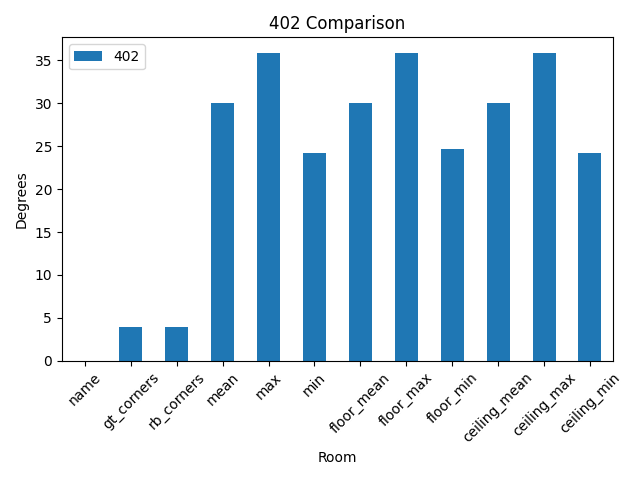 402 Comparison
402
35
30
25
20
15
10
5
0
Degrees
name
gt_corners
rb_corners
mean
max
min
floor_mean
floor_max
floor_min
ceiling_mean
ceiling_max
ceiling_min
Room